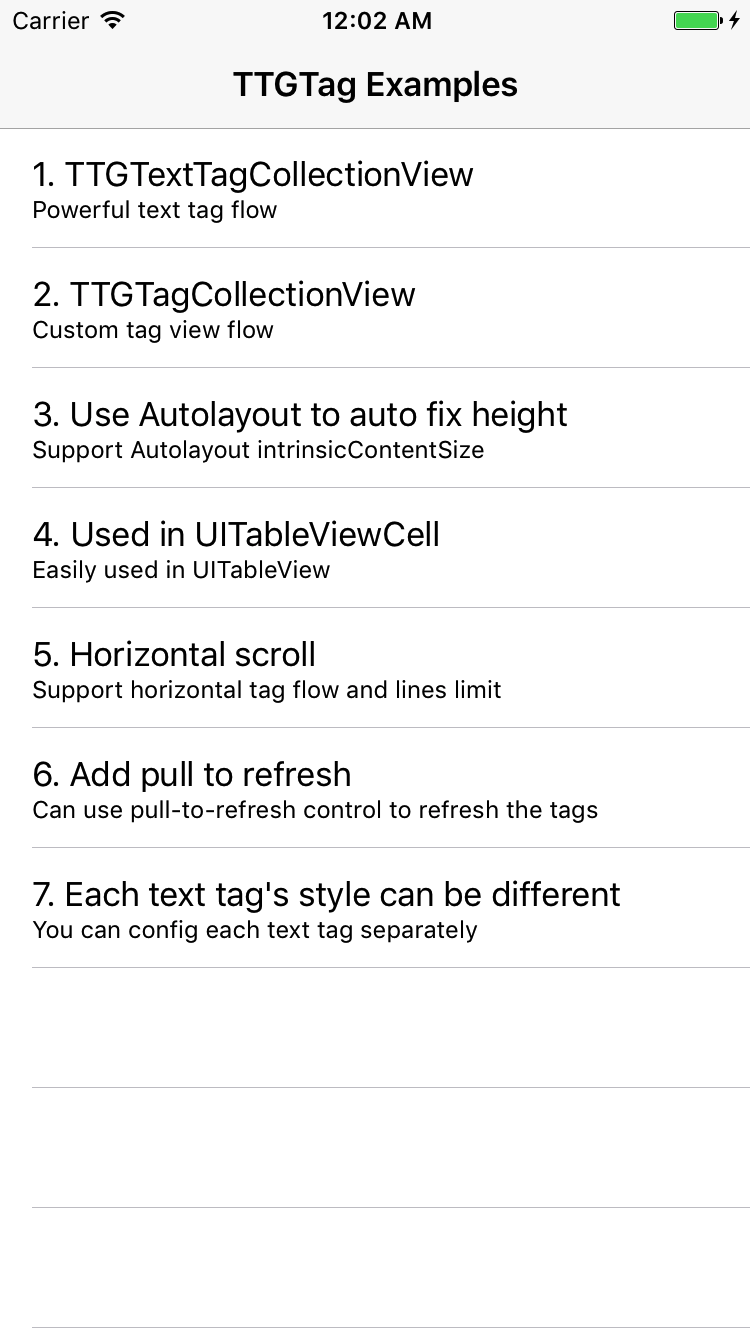 Carrier 12:02 AM
TTGTag Examples
1. TTGTextTagCollectionView
Powerful text tag flow
2. TTGTagCollectionView
Custom tag view flow
3. Use Autolayout to auto fix height
Support Autolayout intrinsicContentSize
4. Used in UITableViewCell
Easily used in UITableView
5. Horizontal scroll
Support horizontal tag flow and lines limit
6. Add pull to refresh
Can use pull-to-refresh control to refresh the tags
7. Each text tag's style can be different
You can config each text tag separately